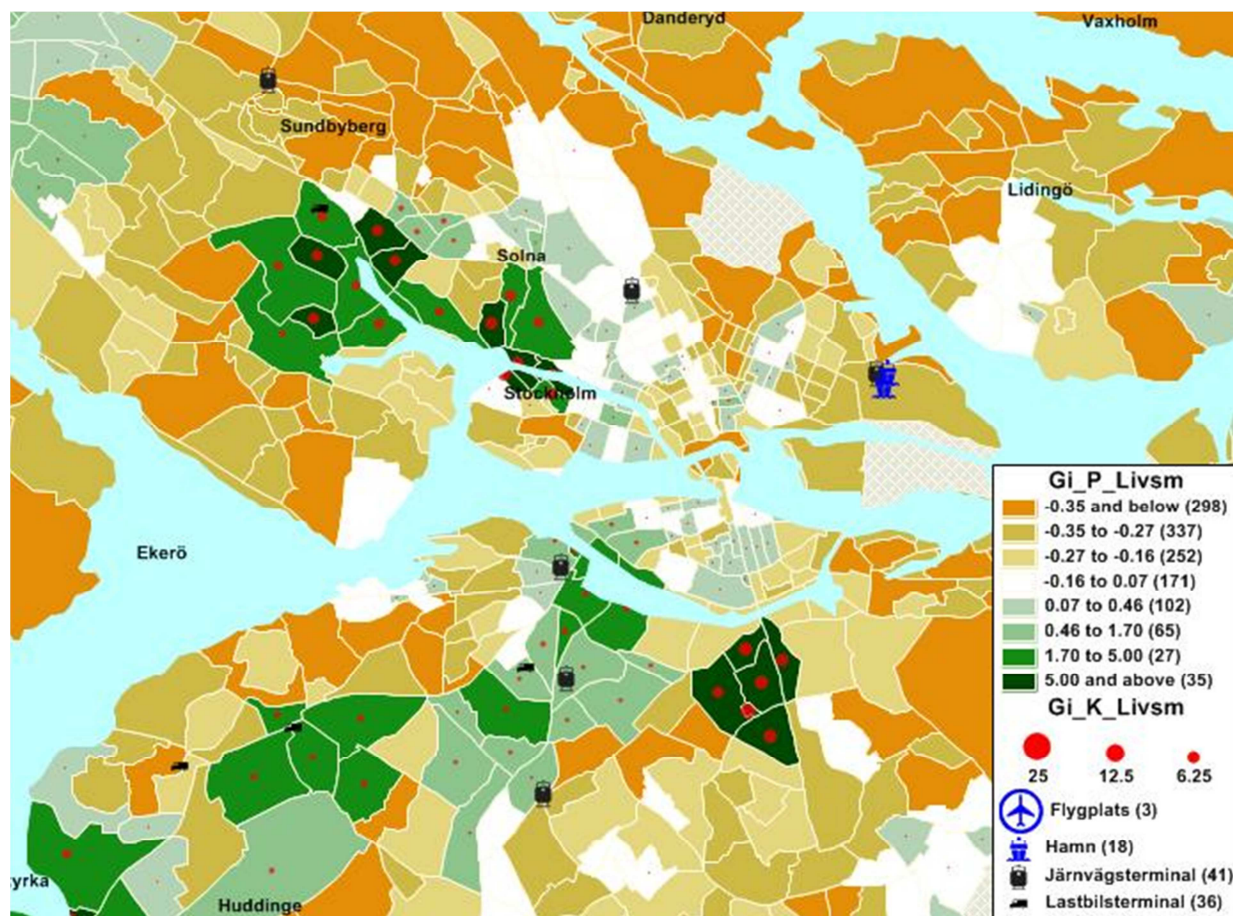 Danderyd
Vaxholm
Sundbyberg
Lidingö
Solna
Stockholm
Ekerö
yrka
Huddinge
Gi_P_Livsm
-0.35 and below (298)
-0.35 to -0.27 (337)
-0.27 to -0.16 (252)
-0.16 to 0.07 (171)
0.07 to 0.46 (102)
0.46 to 1.70 (65)
1.70 to 5.00 (27)
5.00 and above (35)
Gi_K_Livsm
25 12.5 6.25
Flygplats (3)
Hamn (18)
Järnvägsterminal (41)
Lastbilsterminal (36)